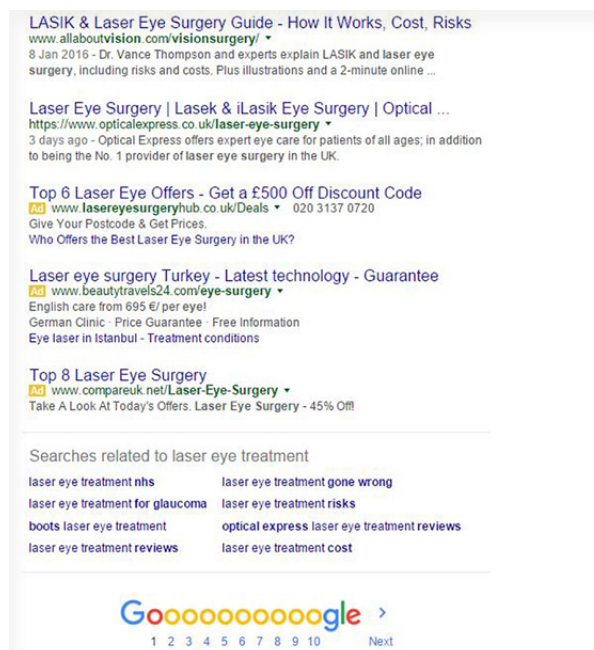 LASIK & Laser Eye Surgery Guide - How It Works, Cost, Risks
www.allaboutvision.com/visionsurgery/
8 Jan 2016 - Dr. Vance Thompson and experts explain LASIK and laser eye
surgery, including risks and costs. Plus illustrations and a 2-minute online ...
Laser Eye Surgery | Lasek & iLasik Eye Surgery | Optical ...
https://www.opticalexpress.co.uk/laser-eye-surgery
3 days ago - Optical Express offers expert eye care for patients of all ages; in addition
to being the No. 1 provider of laser eye surgery in the UK.
Top 6 Laser Eye Offers - Get a £500 Off Discount Code
Ad www.lasereyesurgeryhub.co.uk/Deals 020 3137 0720
Give Your Postcode & Get Prices.
Who Offers the Best Laser Eye Surgery in the UK?
Laser eye surgery Turkey - Latest technology - Guarantee
Ad www.beautytravels24.com/eye-surgery
English care from 695 €/ per eye!
German Clinic · Price Guarantee · Free Information
Eye laser in Istanbul - Treatment conditions
Top 8 Laser Eye Surgery
Ad www.compareuk.net/Laser-Eye-Surgery
Take A Look At Today's Offers. Laser Eye Surgery - 45% Off!
Searches related to laser eye treatment
laser eye treatment nhs laser eye treatment gone wrong
laser eye treatment for glaucoma laser eye treatment risks
boots laser eye treatment optical express laser eye treatment reviews
laser eye treatment reviews laser eye treatment cost
Goooooooooogle >
1 2 3 4 5 6 7 8 9 10 Next